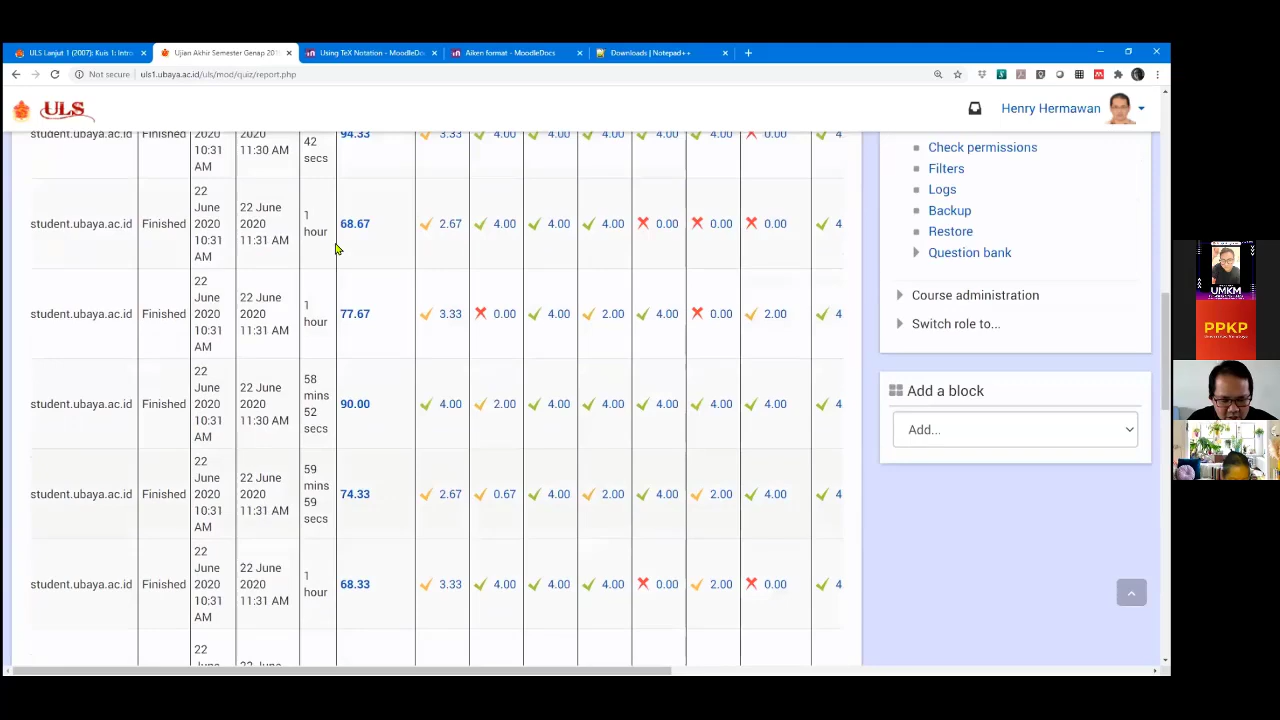 ULS Lanjut 1 (2007): Kuis 1: Intro
Ujian Akhir Semester Genap 201
Using TeX Notation - MoodleDoc
Aiken format - MoodleDocs
Downloads | Notepad++
Not secure
uls1.ubaya.ac.id/uls/mod/quiz/report.php
ULS
Henry Hermawan
student.ubaya.ac.id Finished 2020 10:31 AM 2020 11:30 AM 42 secs 94.33 3.33 4.00 4.00 4.00 4.00 4.00 0.00 4
student.ubaya.ac.id Finished 22 June 2020 10:31 AM 22 June 2020 11:31 AM 1 hour 68.67 2.67 4.00 4.00 4.00 0.00 0.00 0.00 4
student.ubaya.ac.id Finished 22 June 2020 10:31 AM 22 June 2020 11:31 AM 1 hour 77.67 3.33 0.00 4.00 2.00 4.00 0.00 2.00 4
student.ubaya.ac.id Finished 22 June 2020 10:31 AM 22 June 2020 11:30 AM 58 mins 52 secs 90.00 4.00 2.00 4.00 4.00 4.00 4.00 4.00 4
student.ubaya.ac.id Finished 22 June 2020 10:31 AM 22 June 2020 11:31 AM 59 mins 59 secs 74.33 2.67 0.67 4.00 2.00 4.00 2.00 4.00 4
student.ubaya.ac.id Finished 22 June 2020 10:31 AM 22 June 2020 11:31 AM 1 hour 68.33 3.33 4.00 4.00 4.00 0.00 2.00 0.00 4
22 June 22 June
Check permissions
Filters
Logs
Backup
Restore
Question bank
Course administration
Switch role to...
Add a block
Add...
UMKM
PPKP